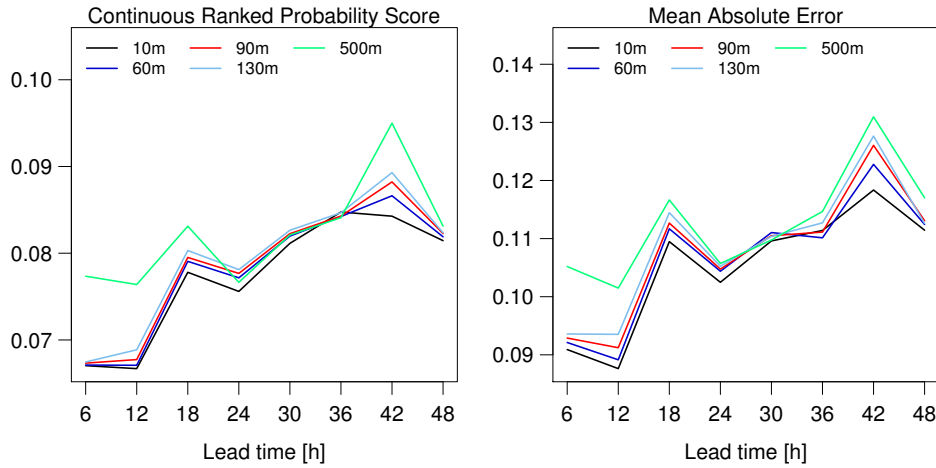 Continuous Ranked Probability Score
10m 90m 500m
60m 130m
0.10
0.09
0.08
0.07
6 12 18 24 30 36 42 48
Lead time [h]
Mean Absolute Error
10m 90m 500m
60m 130m
0.14
0.13
0.12
0.11
0.10
0.09
6 12 18 24 30 36 42 48
Lead time [h]